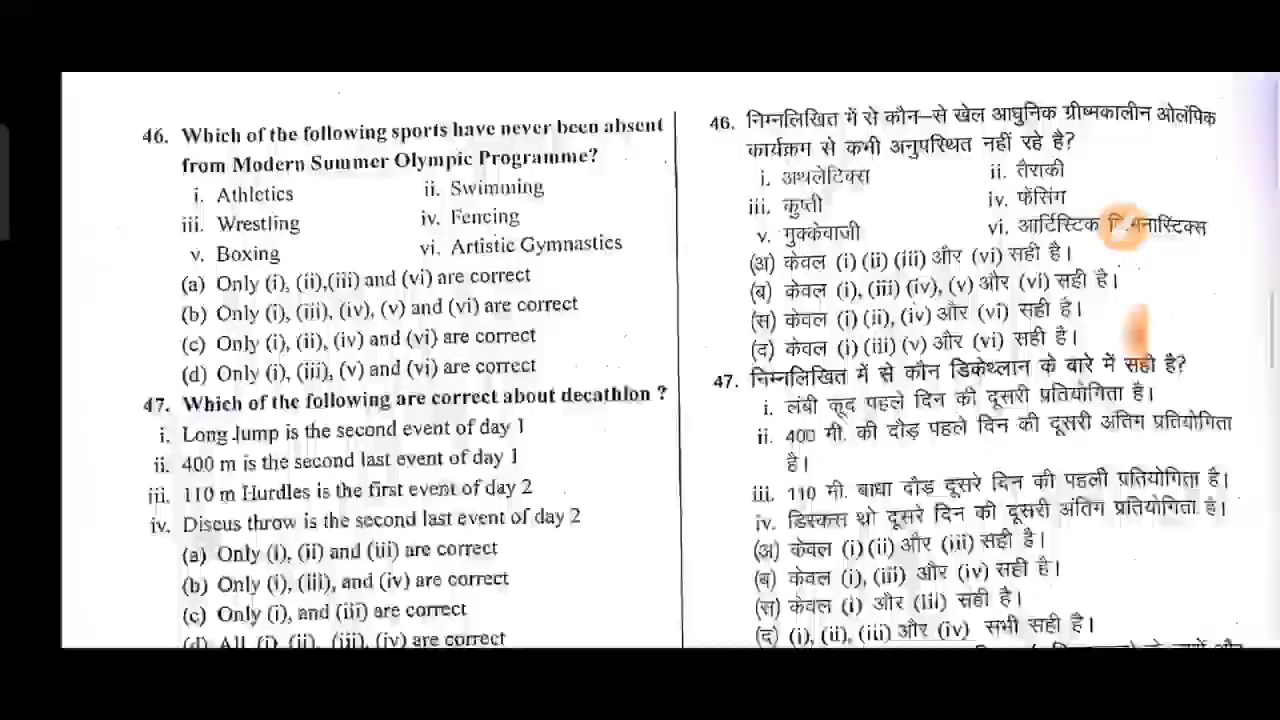 46. Which of the following sports have never been absent
from Modern Summer Olympic Programme?
i. Athletics ii. Swimming
iii. Wrestling iv. Fencing
v. Boxing vi. Artistic Gymnastics
(a) Only (i), (ii),(iii) and (vi) are correct
(b) Only (i), (iii), (iv), (v) and (vi) are correct
(c) Only (i), (ii), (iv) and (vi) are correct
(d) Only (i), (iii), (v) and (vi) are correct
47. Which of the following are correct about decathlon ?
i. Long Jump is the second event of day 1
ii. 400 m is the second last event of day 1
iii. 110 m Hurdles is the first event of day 2
iv. Discus throw is the second last event of day 2
(a) Only (i), (ii) and (iii) are correct
(b) Only (i), (iii), and (iv) are correct
(c) Only (i), and (iii) are correct
(d) All (i), (ii), (iii), (iv) are correct
46. निम्नलिखित में से कौन–से खेल आधुनिक ग्रीष्मकालीन ओलंपिक
कार्यक्रम से कभी अनुपस्थित नहीं रहे है?
i. अथलेटिक्स ii. तैराकी
iii. कुप्ती iv. फेंसिंग
v. मुक्केबाजी vi. आर्टिस्टिक
(अ) केवल (i) (ii) (iii) और (vi) सही है।
(ब) केवल (i), (iii) (iv), (v) और (vi) सही है।
(स) केवल (i) (ii), (iv) और (vi) सही है।
(द) केवल (i) (iii) (v) और (vi) सही है।
47. निम्नलिखित में से कौन डिकेथ्लान के बारे में सही है?
i. लंबी कूद पहले दिन की दूसरी प्रतियोगिता है।
ii. 400 मी. की दौड़ पहले दिन की दूसरी अंतिम प्रतियोगिता
है।
iii. 110 मी. बाधा दौड़ दूसरे दिन की पहली प्रतियोगिता है।
iv. डिस्कस थ्रो दूसरे दिन की दूसरी अंतिम प्रतियोगिता है।
(अ) केवल (i) (ii) और (iii) सही है।
(ब) केवल (i), (iii) और (iv) सही है।
(स) केवल (i) और (iii) सही है।
(द) (i), (ii), (iii) और (iv) सभी सही है।